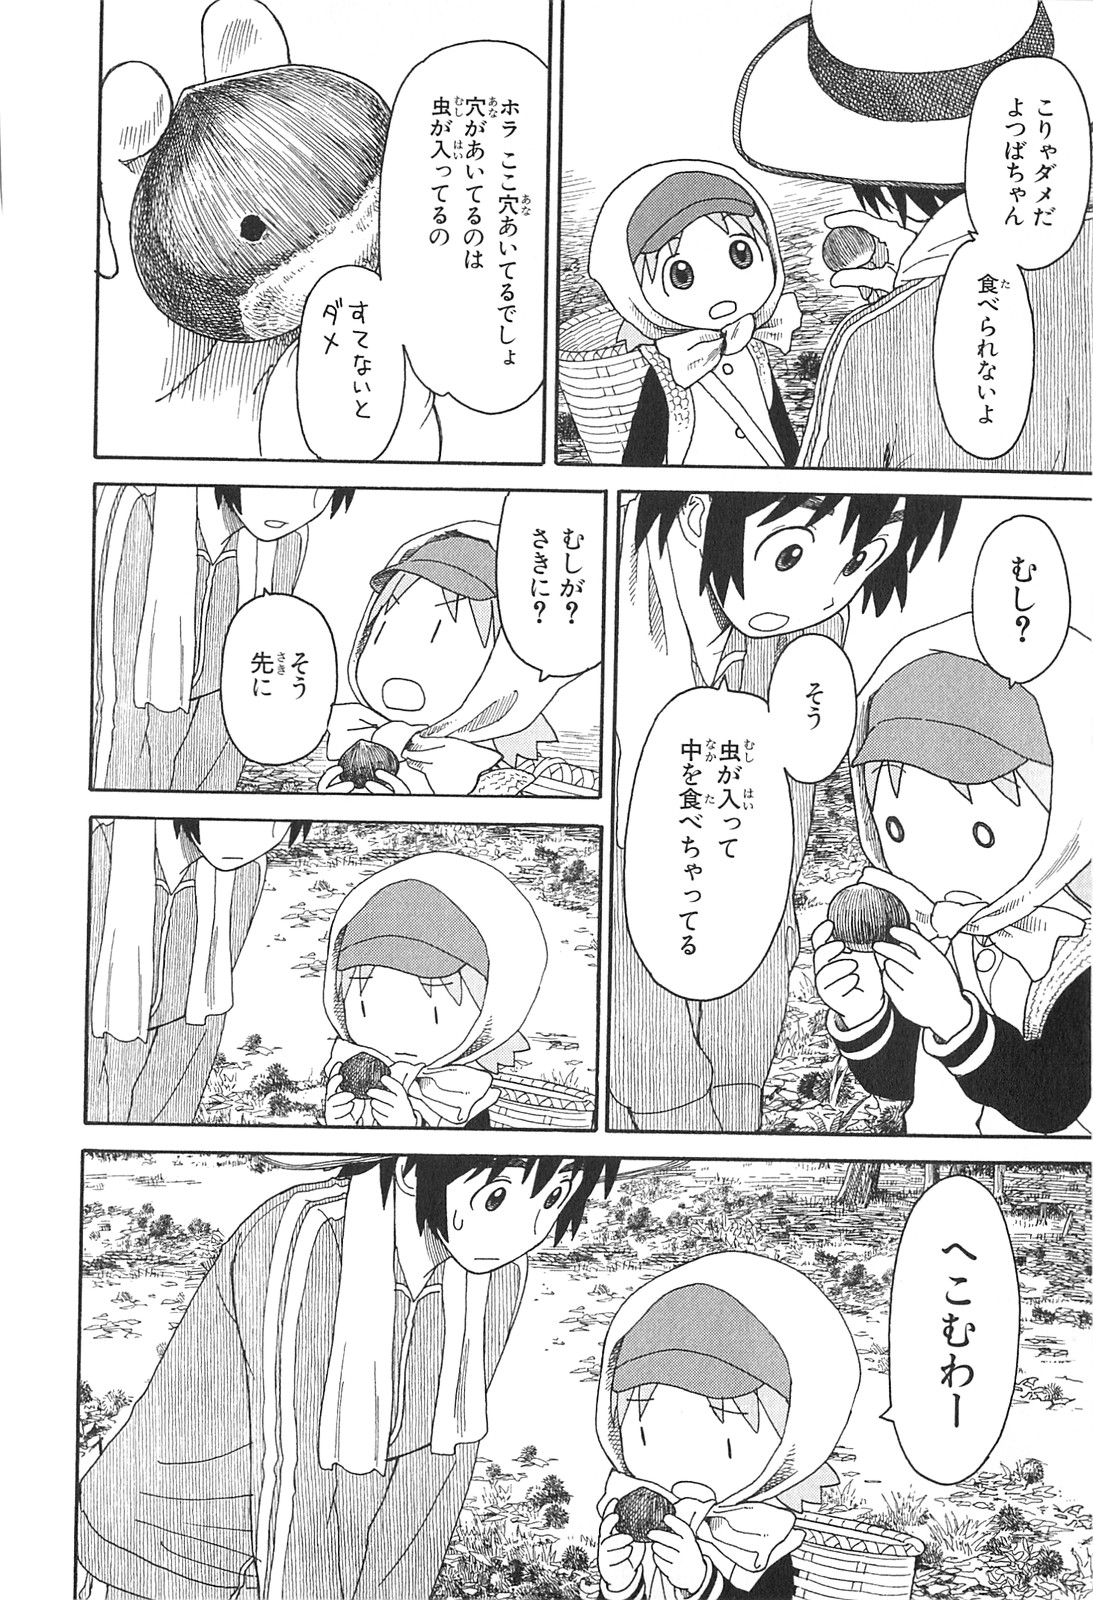 こりゃダメだ
よつばちゃん
食べられないよ
ホラ ここ穴あいてるでしょ
穴があいてるのは
虫が入ってるの
すてないと
ダメ
むし？
そう
虫が入って
中を食べちゃってる
むしが？
さきに？
そう
先に
へこむわー